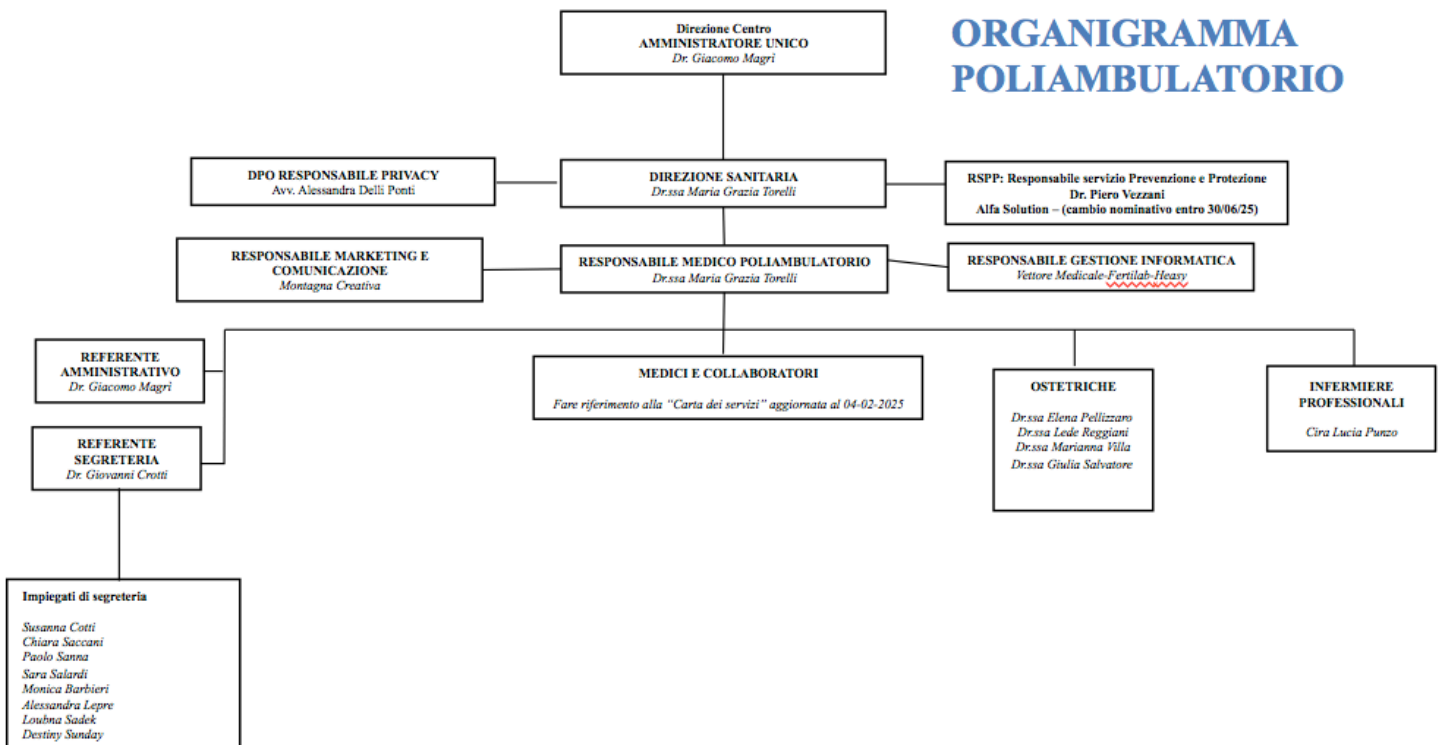 Direzione Centro
AMMINISTRATORE UNICO
Dr. Giacomo Magri
ORGANIGRAMMA
POLIAMBULATORIO
DPO RESPONSABILE PRIVACY
Avv. Alessandra Delli Ponti
DIREZIONE SANITARIA
Dr.ssa Maria Grazia Torelli
RSPP: Responsabile servizio Prevenzione e Protezione
Dr. Piero Vezzani
Alfa Solution – (cambio nominativo entro 30/06/25)
RESPONSABILE MARKETING E
COMUNICAZIONE
Montagna Creativa
RESPONSABILE MEDICO POLIAMBULATORIO
Dr.ssa Maria Grazia Torelli
RESPONSABILE GESTIONE INFORMATICA
Vettore Medicale-Fertilab-Heasy
REFERENTE
AMMINISTRATIVO
Dr. Giacomo Magri
REFERENTE
SEGRETERIA
Dr. Giovanni Crotti
MEDICI E COLLABORATORI
Fare riferimento alla “Carta dei servizi” aggiornata al 04-02-2025
OSTETRICHE
Dr.ssa Elena Pellizzaro
Dr.ssa Lede Reggiani
Dr.ssa Marianna Villa
Dr.ssa Giulia Salvatore
INFERMIERE
PROFESSIONALI
Cira Lucia Punzo
Impiegati di segreteria
Susanna Cotti
Chiara Saccani
Paolo Sanna
Sara Salardi
Monica Barbieri
Alessandra Lepre
Loubna Sadek
Destiny Sunday